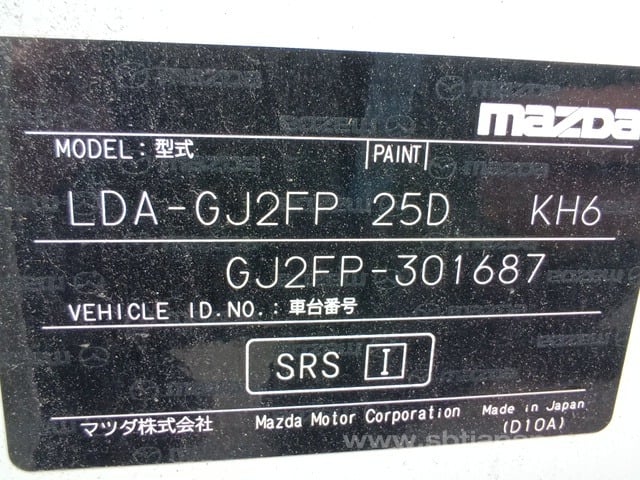 mazda
MODEL: 型式 PAINT
LDA-GJ2FP 25D KH6
GJ2FP-301687
VEHICLE ID.NO.: 車台番号
SRS I
マツダ株式会社 Mazda Motor Corporation Made in Japan
(D10A)